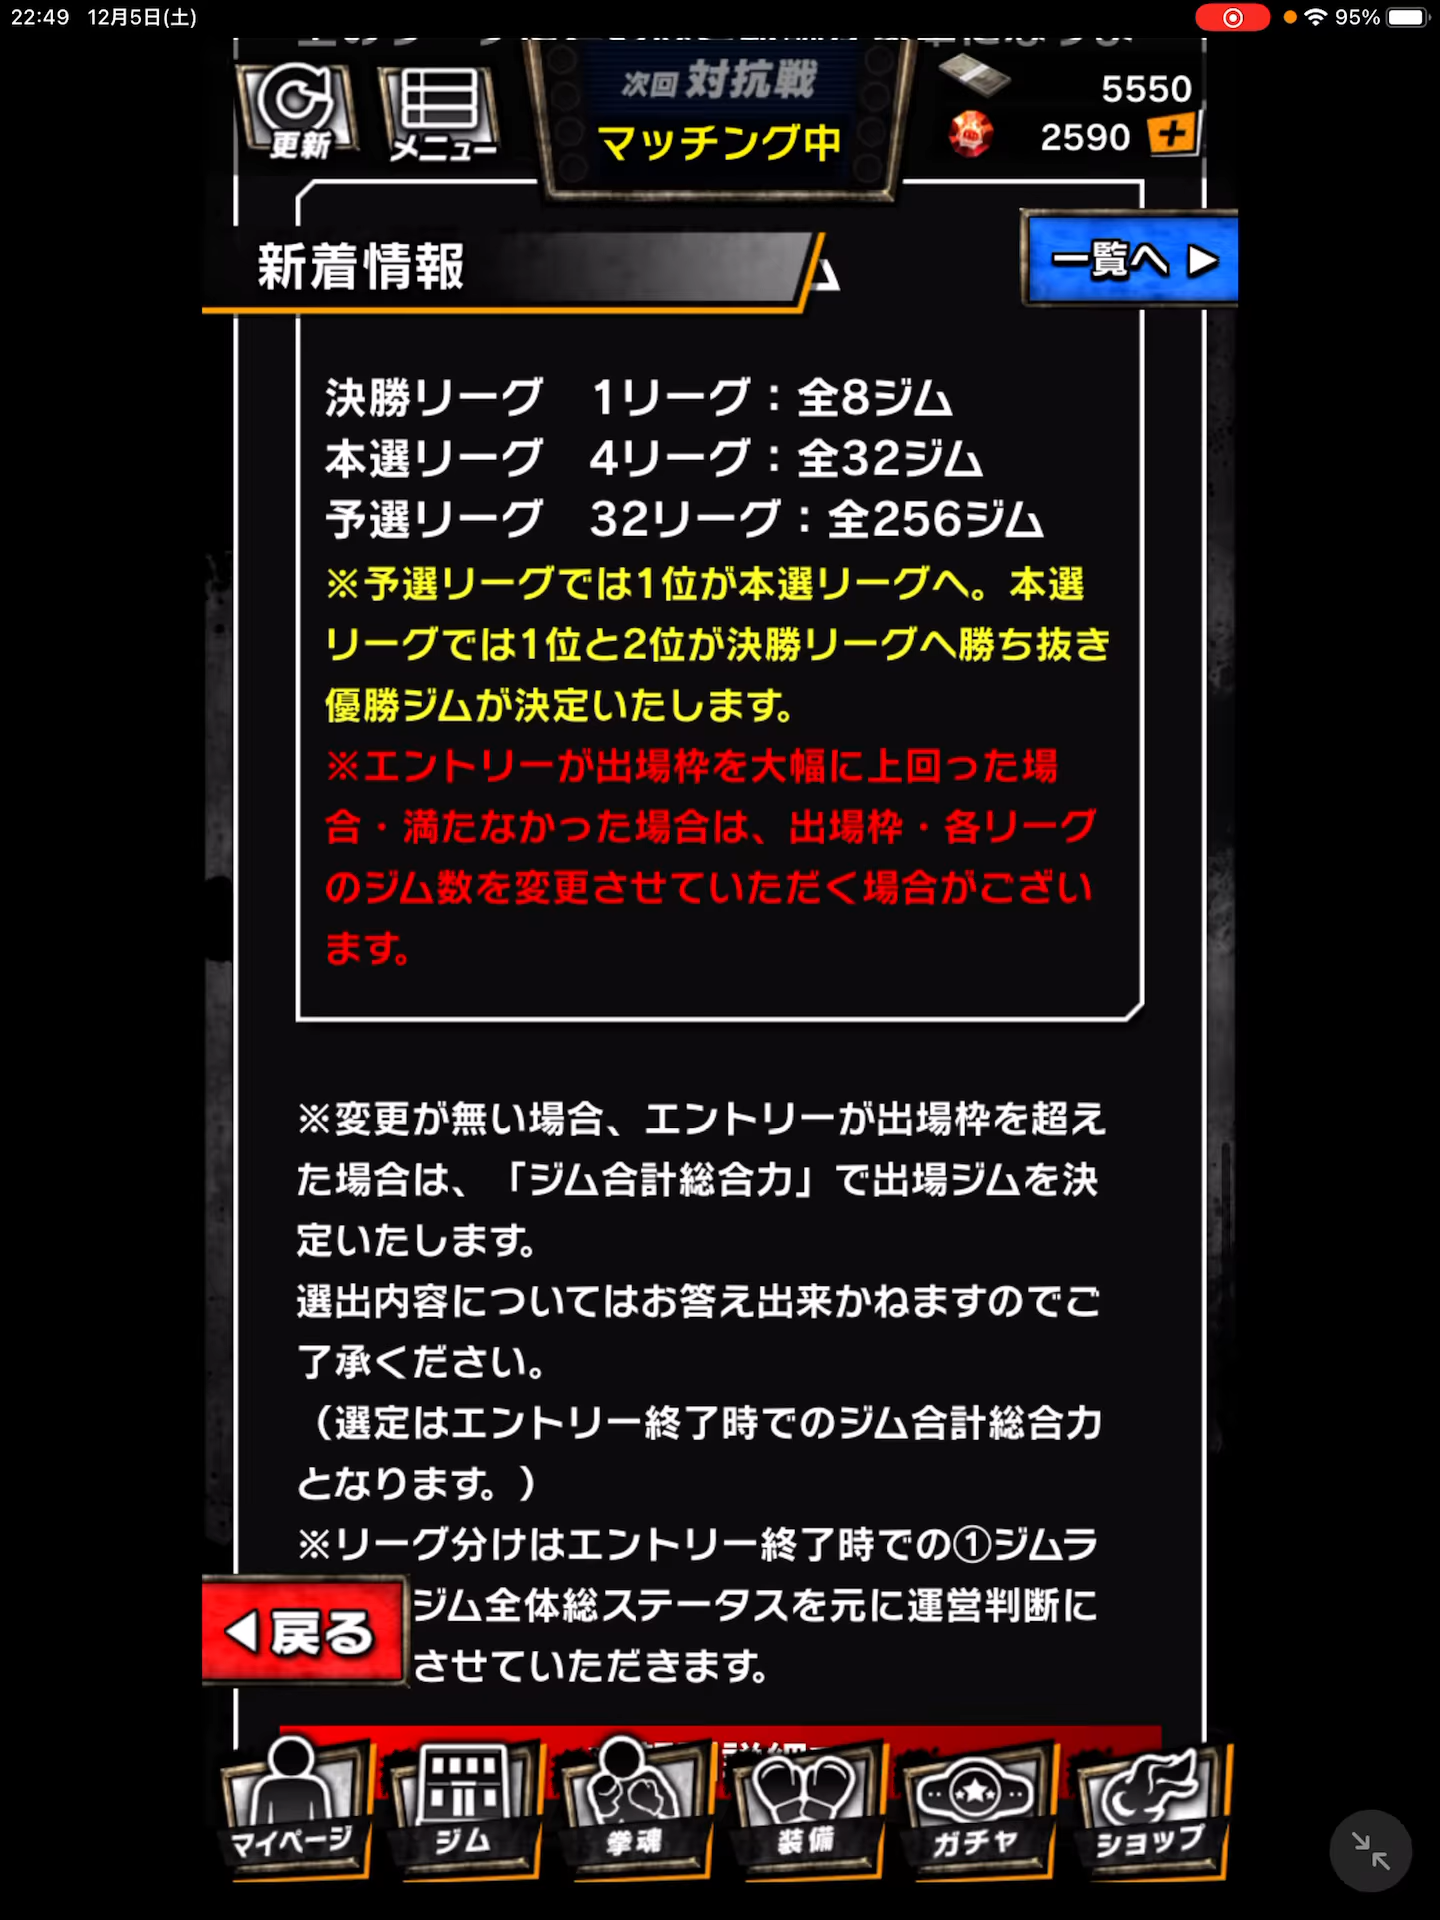 22:49 12月5日(土)
95%
更新
メニュー
次回 対抗戦
マッチング中
5550
2590
新着情報
一覧へ ▶
決勝リーグ 1リーグ：全8ジム
本選リーグ 4リーグ：全32ジム
予選リーグ 32リーグ：全256ジム
※予選リーグでは1位が本選リーグへ。本選
リーグでは1位と2位が決勝リーグへ勝ち抜き
優勝ジムが決定いたします。
※エントリーが出場枠を大幅に上回った場
合・満たなかった場合は、出場枠・各リーグ
のジム数を変更させていただく場合がござい
ます。
※変更が無い場合、エントリーが出場枠を超え
た場合は、「ジム合計総合力」で出場ジムを決
定いたします。
選出内容についてはお答え出来かねますのでご
了承ください。
（選定はエントリー終了時でのジム合計総合力
となります。）
※リーグ分けはエントリー終了時での①ジムラ
ジム全体総ステータスを元に運営判断に
させていただきます。
◀戻る
マイページ
ジム
拳魂
装備
ガチャ
ショップ